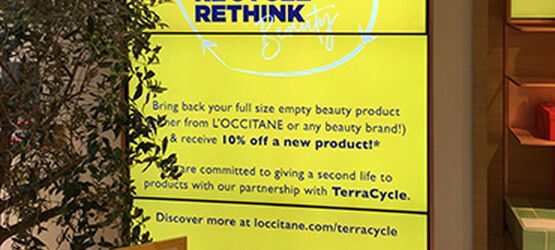 RETHINK
Beauty
Bring back your full size empty beauty product
from L'OCCITANE or any beauty brand!)
& receive 10% off a new product!*
are committed to giving a second life to
products with our partnership with TerraCycle.
Discover more at loccitane.com/terracycle